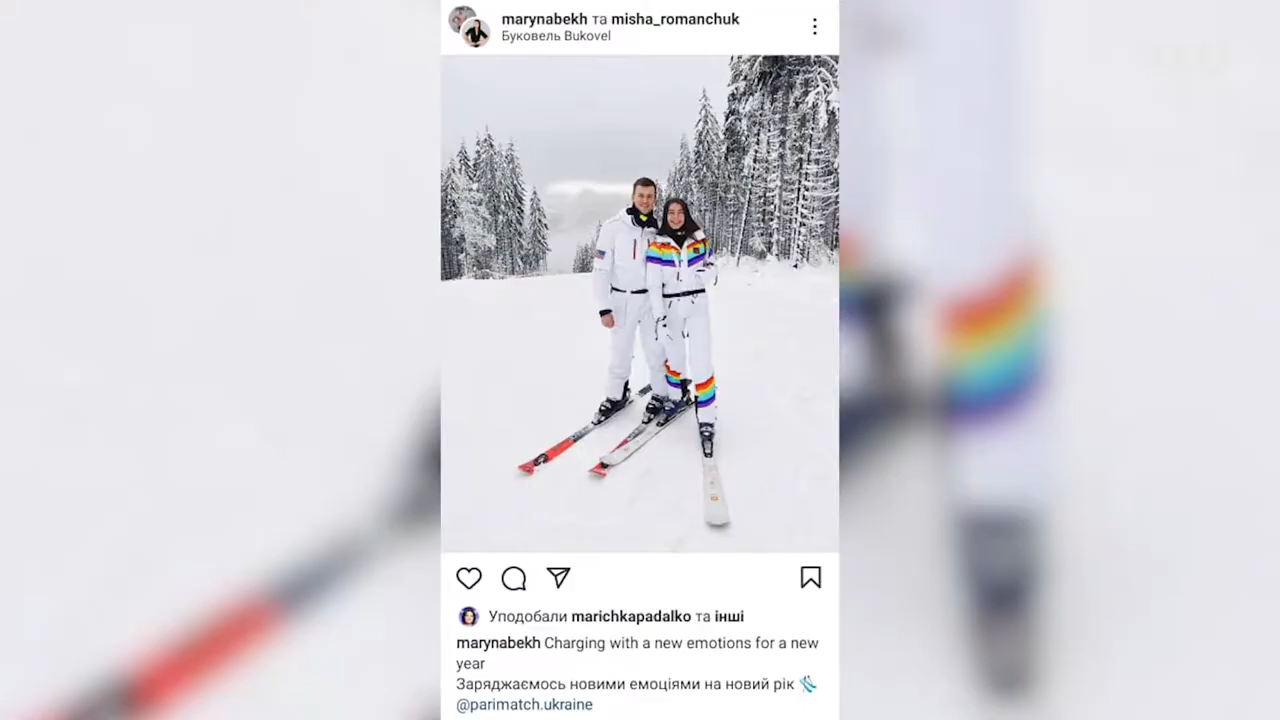 marynabekh та misha_romanchuk
Буковель Bukovel
Уподобали marichkapadalko та інші
marynabekh Charging with a new emotions for a new
year
Заряджаємось новими емоціями на новий рік
@parimatch.ukraine